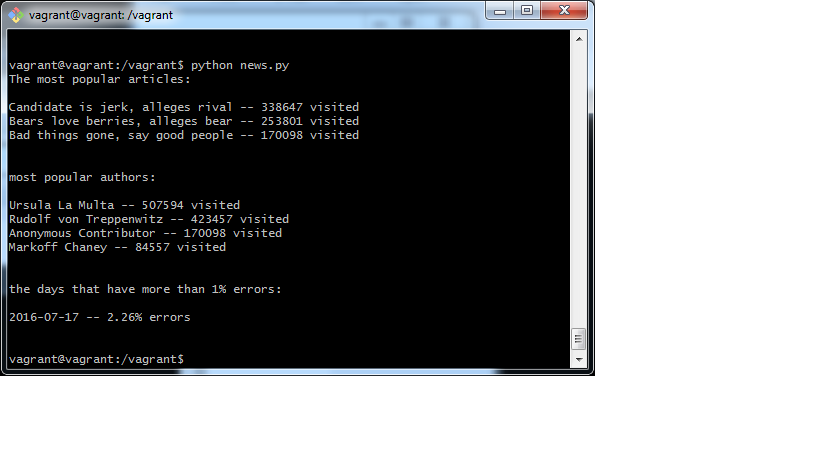 vagrant@vagrant: /vagrant
vagrant@vagrant:/vagrant$ python news.py
The most popular articles:
Candidate is jerk, alleges rival -- 338647 visited
Bears love berries, alleges bear -- 253801 visited
Bad things gone, say good people -- 170098 visited
most popular authors:
Ursula La Multa -- 507594 visited
Rudolf von Treppenwitz -- 423457 visited
Anonymous Contributor -- 170098 visited
Markoff Chaney -- 84557 visited
the days that have more than 1% errors:
2016-07-17 -- 2.26% errors
vagrant@vagrant:/vagrant$